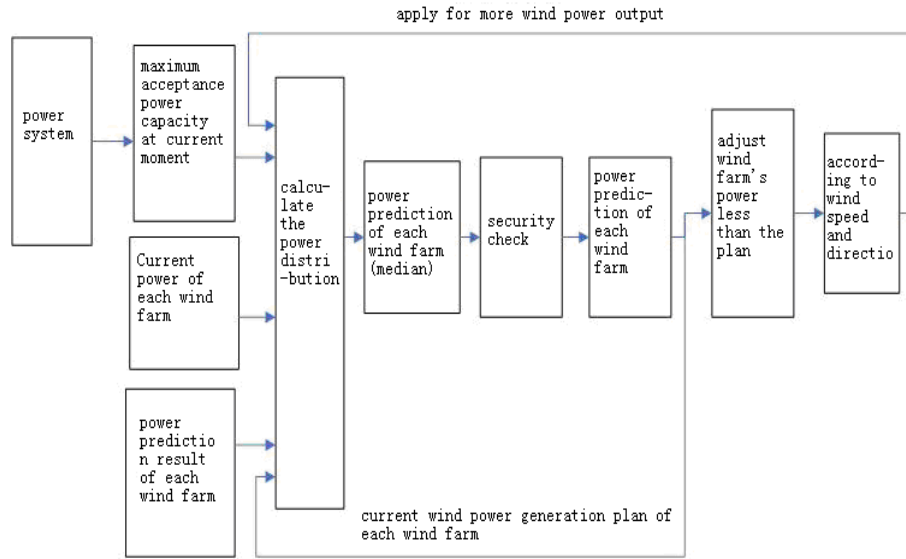 apply for more wind power output
power
system
maximum
acceptance
power
capacity
at current
moment
Current
power of
each wind
farm
power
predictio
n result
of each
wind farm
calcu-
late
the
power
distri
-bution
power
prediction
of each
wind farm
(median)
security
check
power
predic-
tion of
each
wind
farm
adjust
wind
farm's
power
less
than the
plan
accord-
ing to
wind
speed
and
directio
current wind power generation plan of
each wind farm